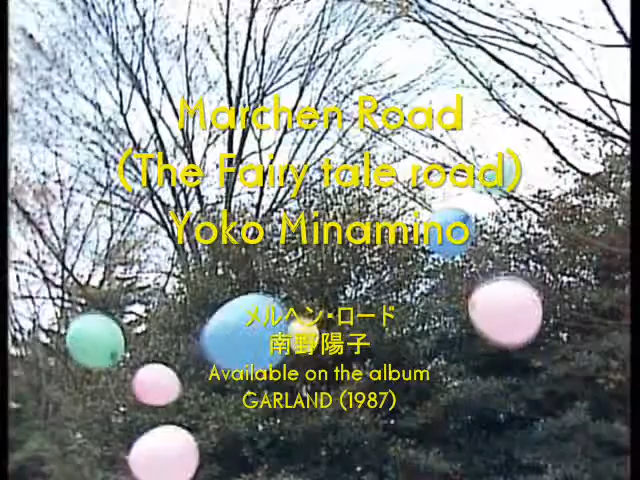 Marchen Road
(The Fairy tale road)
Yoko Minamino
メルヘン・ロード
南野陽子
Available on the album
GARLAND (1987)